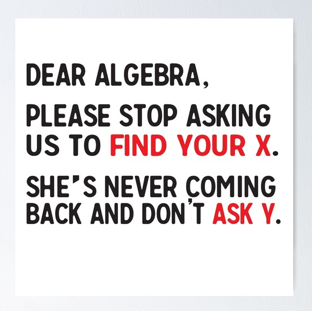 DEAR ALGEBRA,
PLEASE STOP ASKING
US TO FIND YOUR X.
SHE'S NEVER COMING
BACK AND DON'T ASK Y.